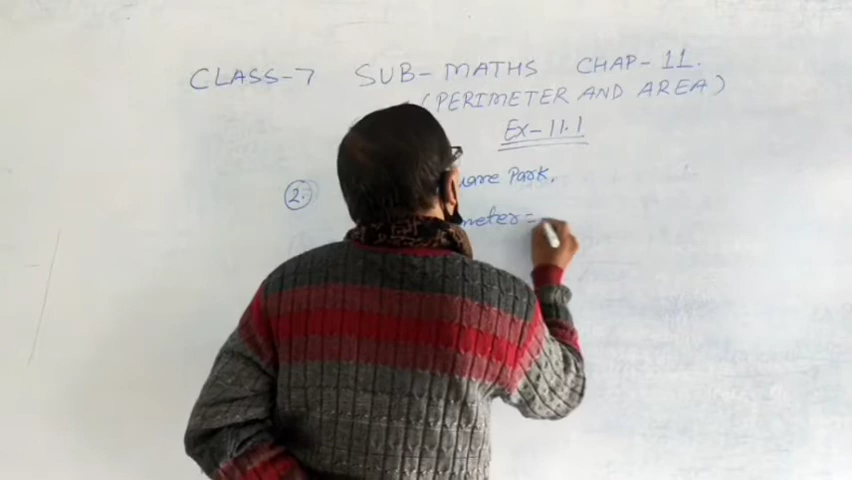 CLASS-7 SUB-MATHS CHAP-11.
(PERIMETER AND AREA)
Ex-11.1
2. Park.
=